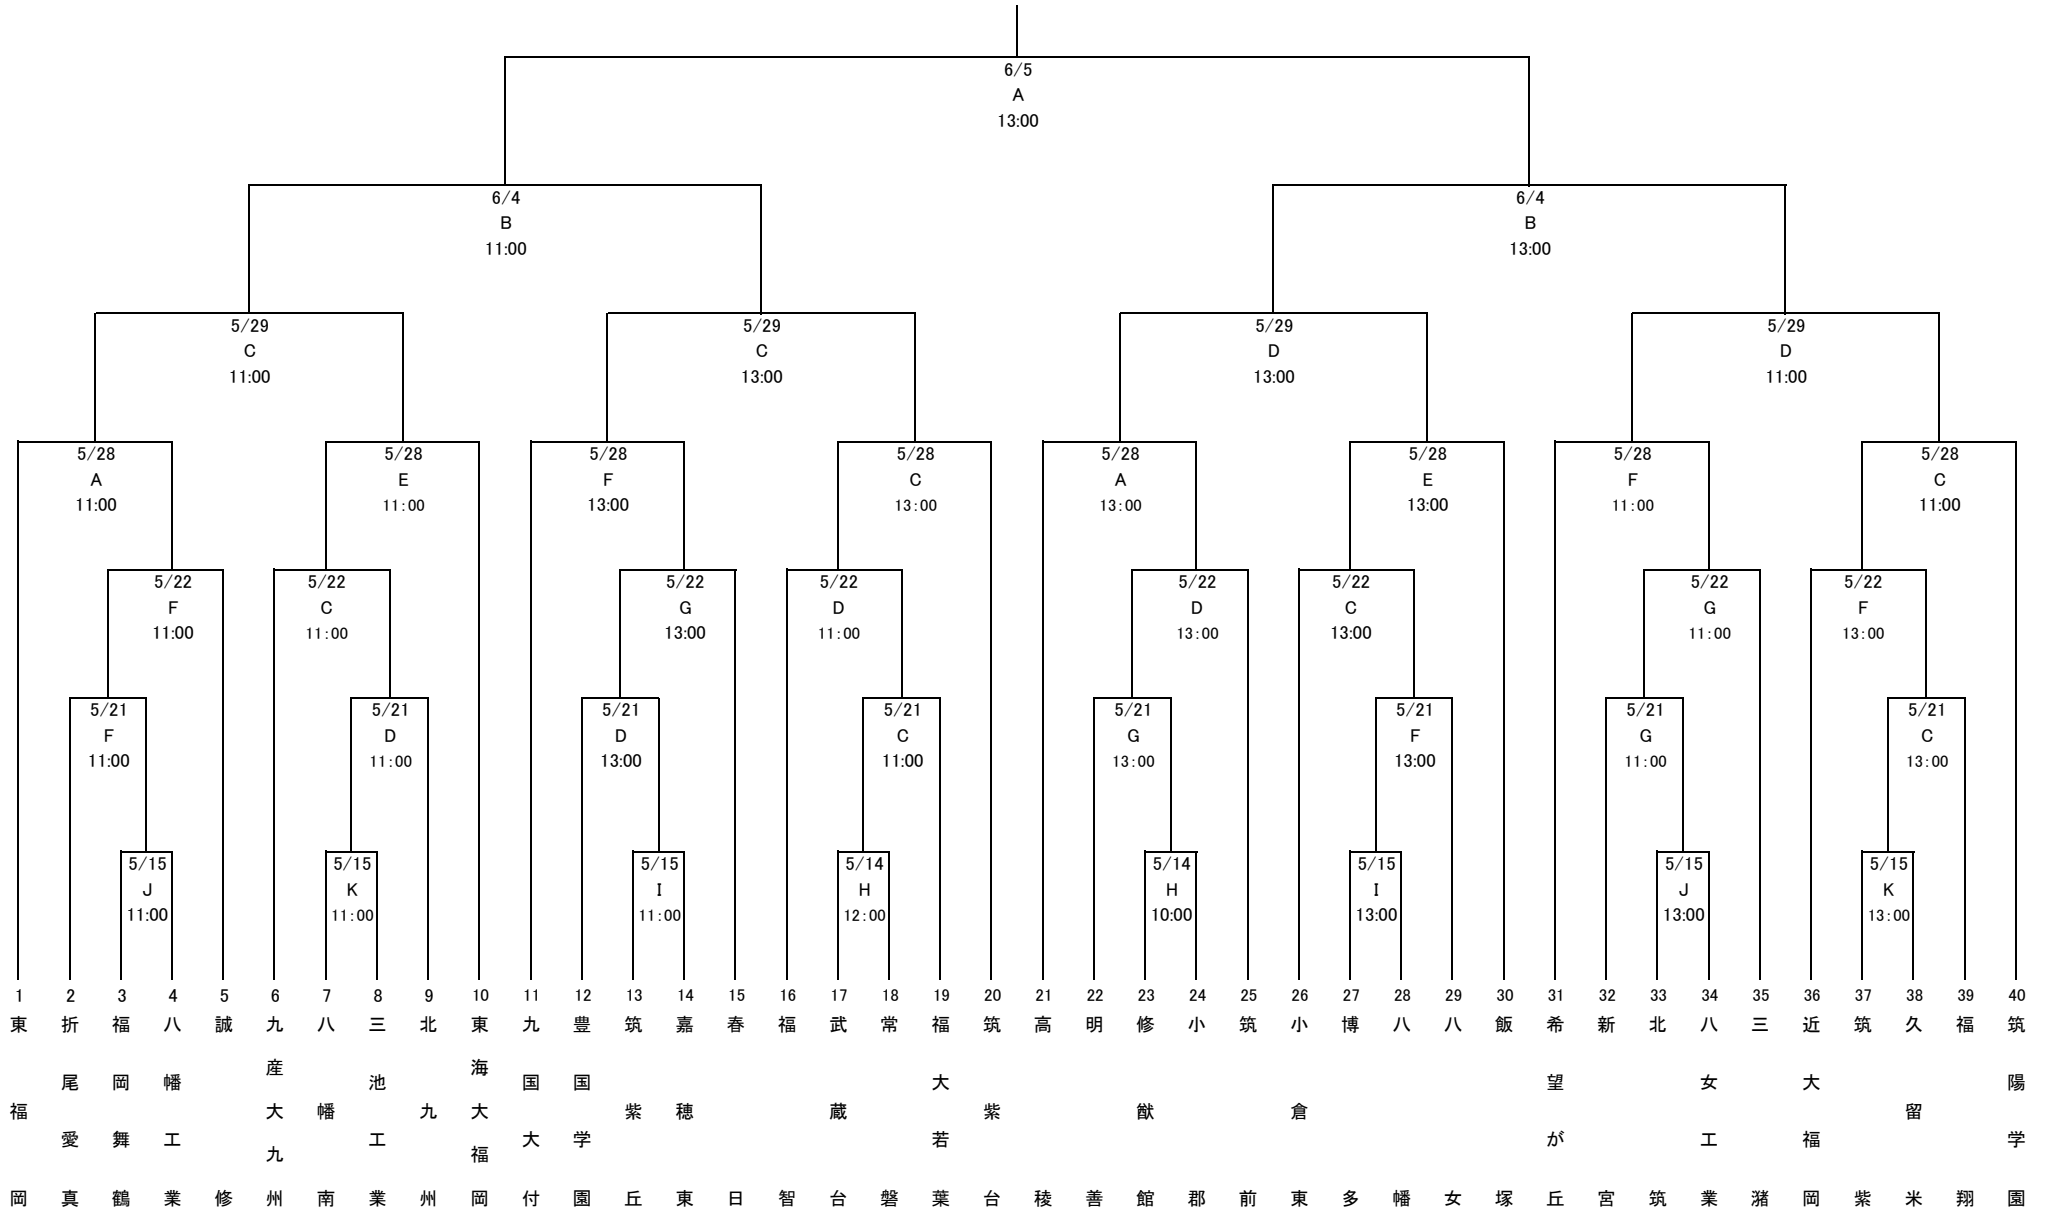 6/5
A
13:00
6/4 6/4
B B
11:00 13:00
5/29 5/29 5/29 5/29
C C D D
11:00 13:00 13:00 11:00
5/28 5/28 5/28 5/28 5/28 5/28 5/28 5/28
A E F C A E F C
11:00 11:00 13:00 13:00 13:00 13:00 11:00 11:00
5/22 5/22 5/22 5/22 5/22 5/22 5/22 5/22
F C G D D C G F
11:00 11:00 13:00 11:00 13:00 13:00 11:00 13:00
5/21 5/21 5/21 5/21 5/21 5/21 5/21 5/21
F D D C G F G C
11:00 11:00 13:00 11:00 13:00 13:00 11:00 13:00
5/15 5/15 5/15 5/14 5/14 5/15 5/15 5/15
J K I H H I J K
11:00 11:00 11:00 12:00 10:00 13:00 13:00 13:00
1 東福岡
2 折尾愛真
3 福岡舞鶴
4 八幡工業
5 誠修
6 九産大九州
7 八幡南
8 三池工業
9 北九州
10 東海大福岡
11 九国大付
12 豊国学園
13 筑紫丘
14 嘉穂東
15 春日
16 福智
17 武蔵台
18 常磐
19 福大若葉
20 筑紫台
21 高稜
22 明善
23 修猷館
24 小郡
25 筑前
26 小倉東
27 博多
28 八幡
29 八女
30 飯塚
31 希望が丘
32 新宮
33 北筑
34 八女工業
35 三潴
36 近大福岡
37 筑紫
38 久留米
39 福翔
40 筑陽学園